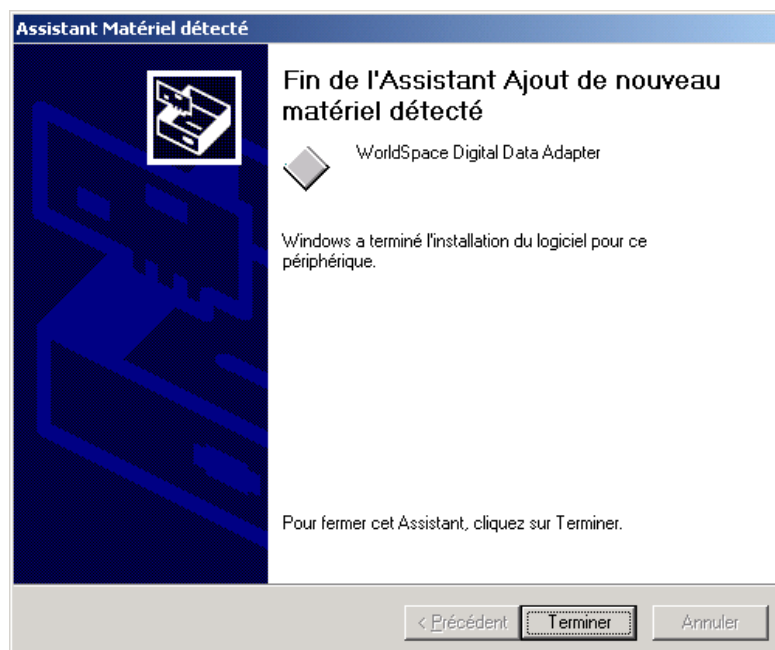 Assistant Matériel détecté
Fin de l'Assistant Ajout de nouveau
matériel détecté
WorldSpace Digital Data Adapter
Windows a terminé l'installation du logiciel pour ce
périphérique.
Pour fermer cet Assistant, cliquez sur Terminer.
< Précédent
Terminer
Annuler